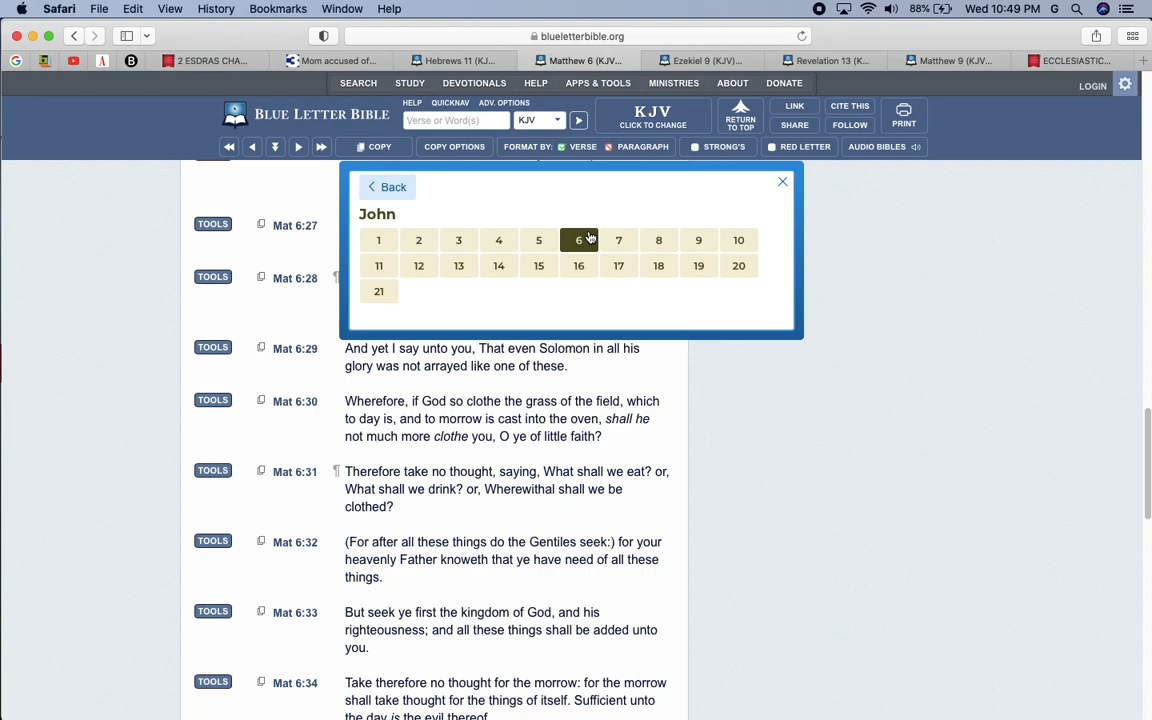 Safari File Edit View History Bookmarks Window Help 88% Wed 10:49 PM G
blueletterbible.org
G A B 2 ESDRAS CHA... Mom accused of... Hebrews 11 (KJ... Matthew 6 (KJV... Ezekiel 9 (KJV)... Revelation 13 (K... Matthew 9 (KJV... ECCLESIASTIC... +
SEARCH STUDY DEVOTIONALS HELP APPS & TOOLS MINISTRIES ABOUT DONATE LOGIN
BLUE LETTER BIBLE
HELP QUICKNAV ADV. OPTIONS
Verse or Word(s) KJV
KJV
CLICK TO CHANGE
RETURN
TO TOP
LINK CITE THIS
SHARE FOLLOW
PRINT
COPY COPY OPTIONS FORMAT BY: VERSE PARAGRAPH STRONG'S RED LETTER AUDIO BIBLES
Back
John
1 2 3 4 5 6 7 8 9 10
11 12 13 14 15 16 17 18 19 20
21
TOOLS Mat 6:27
TOOLS Mat 6:28 ¶
TOOLS Mat 6:29 And yet I say unto you, That even Solomon in all his
glory was not arrayed like one of these.
TOOLS Mat 6:30 Wherefore, if God so clothe the grass of the field, which
to day is, and to morrow is cast into the oven, shall he
not much more clothe you, O ye of little faith?
TOOLS Mat 6:31 ¶ Therefore take no thought, saying, What shall we eat? or,
What shall we drink? or, Wherewithal shall we be
clothed?
TOOLS Mat 6:32 (For after all these things do the Gentiles seek:) for your
heavenly Father knoweth that ye have need of all these
things.
TOOLS Mat 6:33 But seek ye first the kingdom of God, and his
righteousness; and all these things shall be added unto
you.
TOOLS Mat 6:34 Take therefore no thought for the morrow: for the morrow
shall take thought for the things of itself. Sufficient unto
the day is the evil thereof